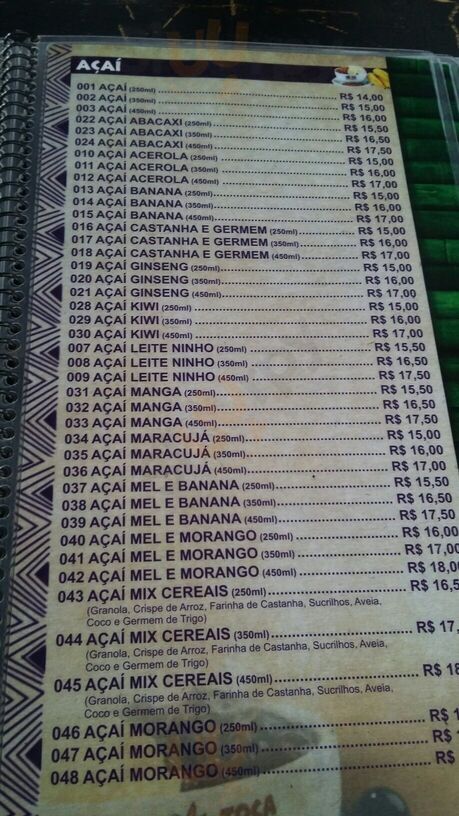 AÇAÍ
001 AÇAÍ (250ml) R$ 14,00
002 AÇAÍ (350ml) R$ 15,00
003 AÇAÍ (450ml) R$ 16,00
022 AÇAÍ ABACAXI (250ml) R$ 15,50
023 AÇAÍ ABACAXI (350ml) R$ 16,50
024 AÇAÍ ABACAXI (450ml) R$ 17,50
010 AÇAÍ ACEROLA (250ml) R$ 15,00
011 AÇAÍ ACEROLA (350ml) R$ 16,00
012 AÇAÍ ACEROLA (450ml) R$ 17,00
013 AÇAÍ BANANA (250ml) R$ 15,00
014 AÇAÍ BANANA (350ml) R$ 16,00
015 AÇAÍ BANANA (450ml) R$ 17,00
016 AÇAÍ CASTANHA E GERMEM (250ml) R$ 15,00
017 AÇAÍ CASTANHA E GERMEM (350ml) R$ 16,00
018 AÇAÍ CASTANHA E GERMEM (450ml) R$ 17,00
019 AÇAÍ GINSENG (250ml) R$ 15,00
020 AÇAÍ GINSENG (350ml) R$ 16,00
021 AÇAÍ GINSENG (450ml) R$ 17,00
028 AÇAÍ KIWI (250ml) R$ 15,00
029 AÇAÍ KIWI (350ml) R$ 16,00
030 AÇAÍ KIWI (450ml) R$ 17,00
007 AÇAÍ LEITE NINHO (250ml) R$ 15,50
008 AÇAÍ LEITE NINHO (350ml) R$ 16,50
009 AÇAÍ LEITE NINHO (450ml) R$ 17,50
031 AÇAÍ MANGA (250ml) R$ 15,50
032 AÇAÍ MANGA (350ml) R$ 16,50
033 AÇAÍ MANGA (450ml) R$ 17,50
034 AÇAÍ MARACUJÁ (250ml) R$ 15,00
035 AÇAÍ MARACUJÁ (350ml) R$ 16,00
036 AÇAÍ MARACUJÁ (450ml) R$ 17,00
037 AÇAÍ MEL E BANANA (250ml) R$ 15,50
038 AÇAÍ MEL E BANANA (350ml) R$ 16,50
039 AÇAÍ MEL E BANANA (450ml) R$ 17,50
040 AÇAÍ MEL E MORANGO (250ml) R$ 16,00
041 AÇAÍ MEL E MORANGO (350ml) R$ 17,00
042 AÇAÍ MEL E MORANGO (450ml) R$ 18,0
043 AÇAÍ MIX CEREAIS (250ml) R$ 16,5
(Granola, Crispe de Arroz, Farinha de Castanha, Sucrilhos, Aveia,
Coco e Germem de Trigo)
044 AÇAÍ MIX CEREAIS (350ml) R$ 17,
(Granola, Crispe de Arroz, Farinha de Castanha, Sucrilhos, Aveia,
Coco e Germem de Trigo)
045 AÇAÍ MIX CEREAIS (450ml) R$ 18
(Granola, Crispe de Arroz, Farinha de Castanha, Sucrilhos, Aveia,
Coco e Germem de Trigo)
046 AÇAÍ MORANGO (250ml) R$ 1
047 AÇAÍ MORANGO (350ml) R$
048 AÇAÍ MORANGO (450ml) R$